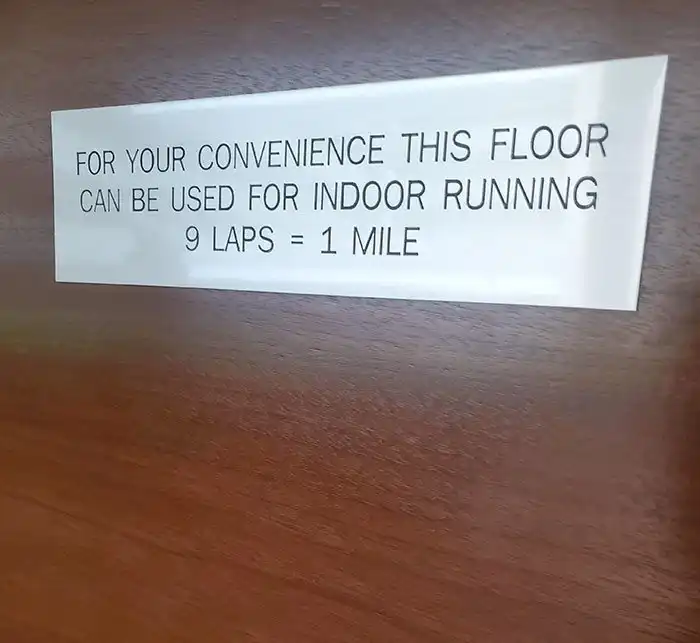 FOR YOUR CONVENIENCE THIS FLOOR
CAN BE USED FOR INDOOR RUNNING
9 LAPS = 1 MILE